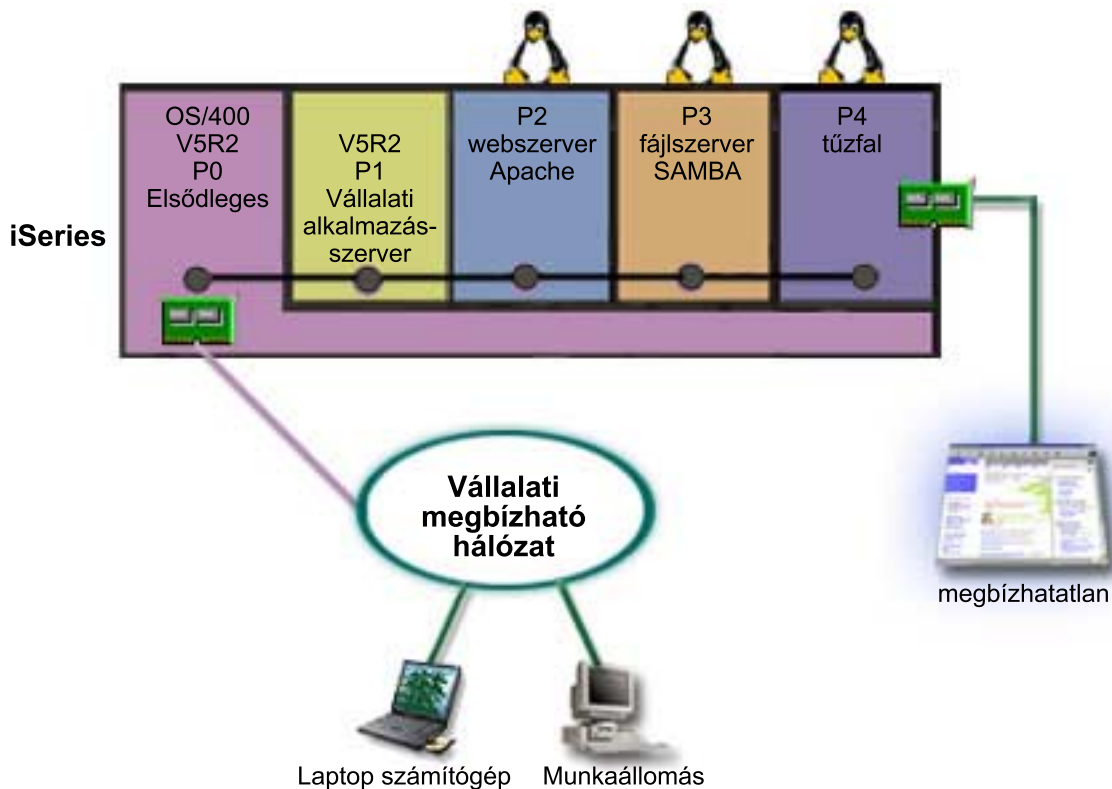 OS/400
V5R2
P0
Elsődleges
V5R2
P1
Vállalati
alkalmazás-
szerver
P2
webszerver
Apache
P3
fájlszerver
SAMBA
P4
tűzfal
iSeries
Vállalati
megbízható
hálózat
megbízhatatlan
Laptop számítógép
Munkaállomás